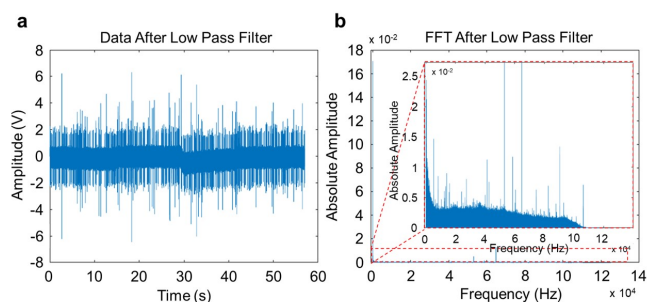 a
Data After Low Pass Filter
8
6
4
2
0
-2
-4
-6
-8
Amplitude (V)
0 10 20 30 40 50 60
Time (s)
b
x 10⁻²
FFT After Low Pass Filter
18
16
14
12
10
8
6
4
2
0
Absolute Amplitude
x 10⁻²
2.5
2
1.5
1
0.5
0
Absolute Amplitude
0 2 4 6 8 10 12
x 10⁴
Frequency (Hz)
0 2 4 6 8 10 12 14
Frequency (Hz)
x 10⁴